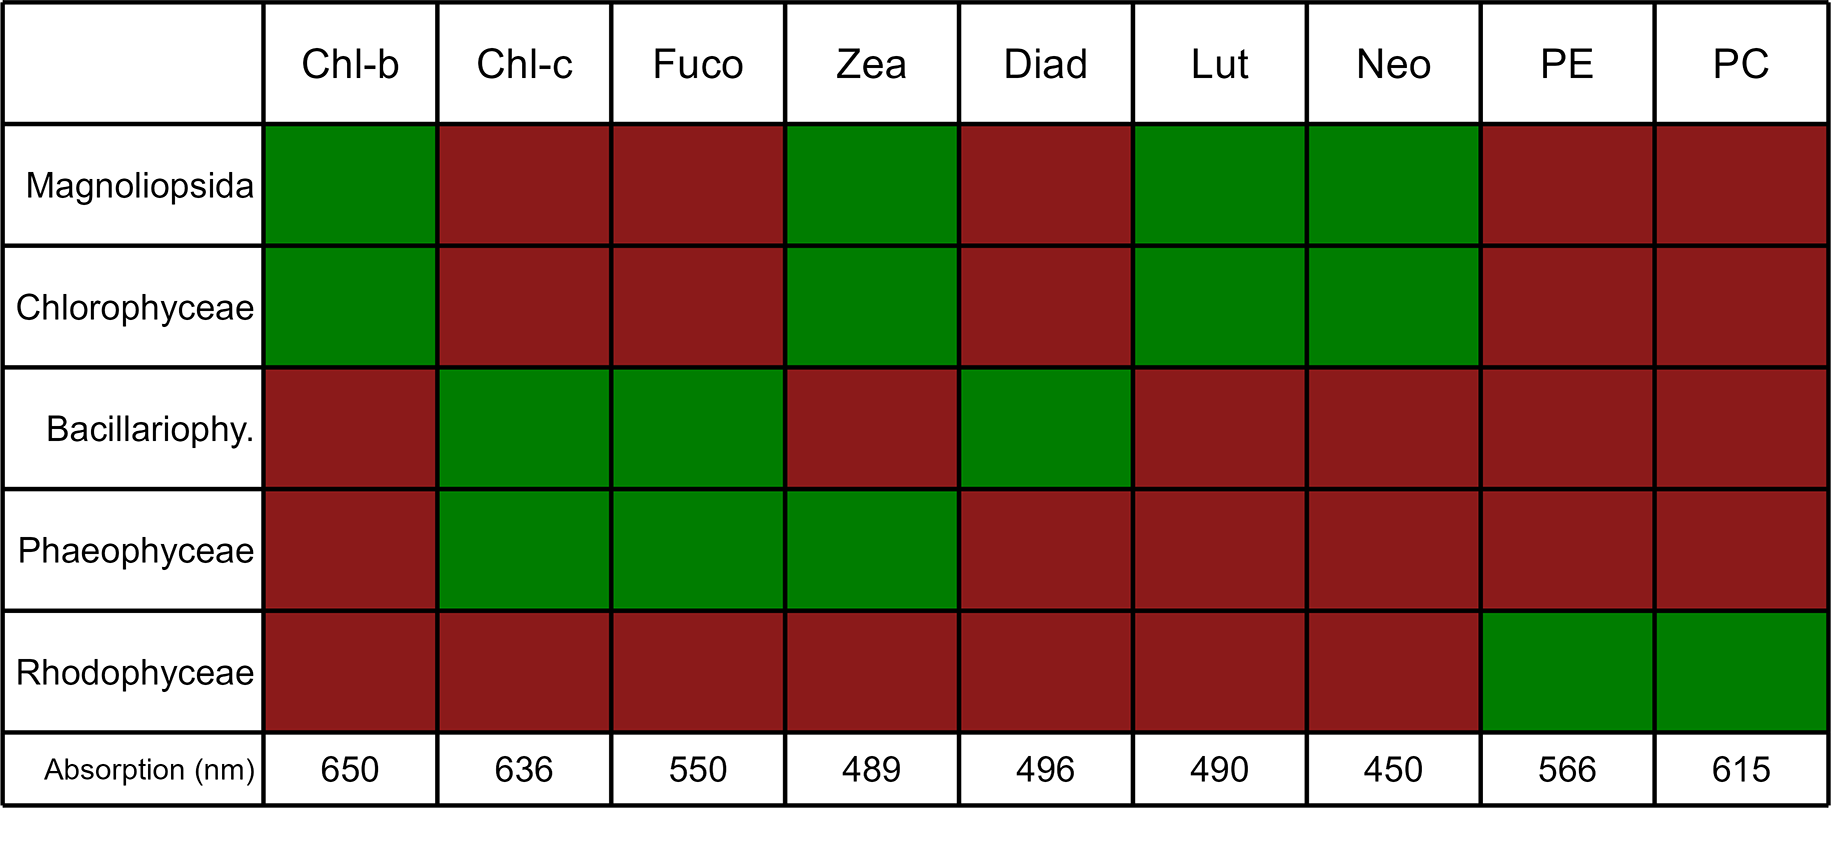 Chl-b Chl-c Fuco Zea Diad Lut Neo PE PC
Magnoliopsida
Chlorophyceae
Bacillariophy.
Phaeophyceae
Rhodophyceae
Absorption (nm) 650 636 550 489 496 490 450 566 615